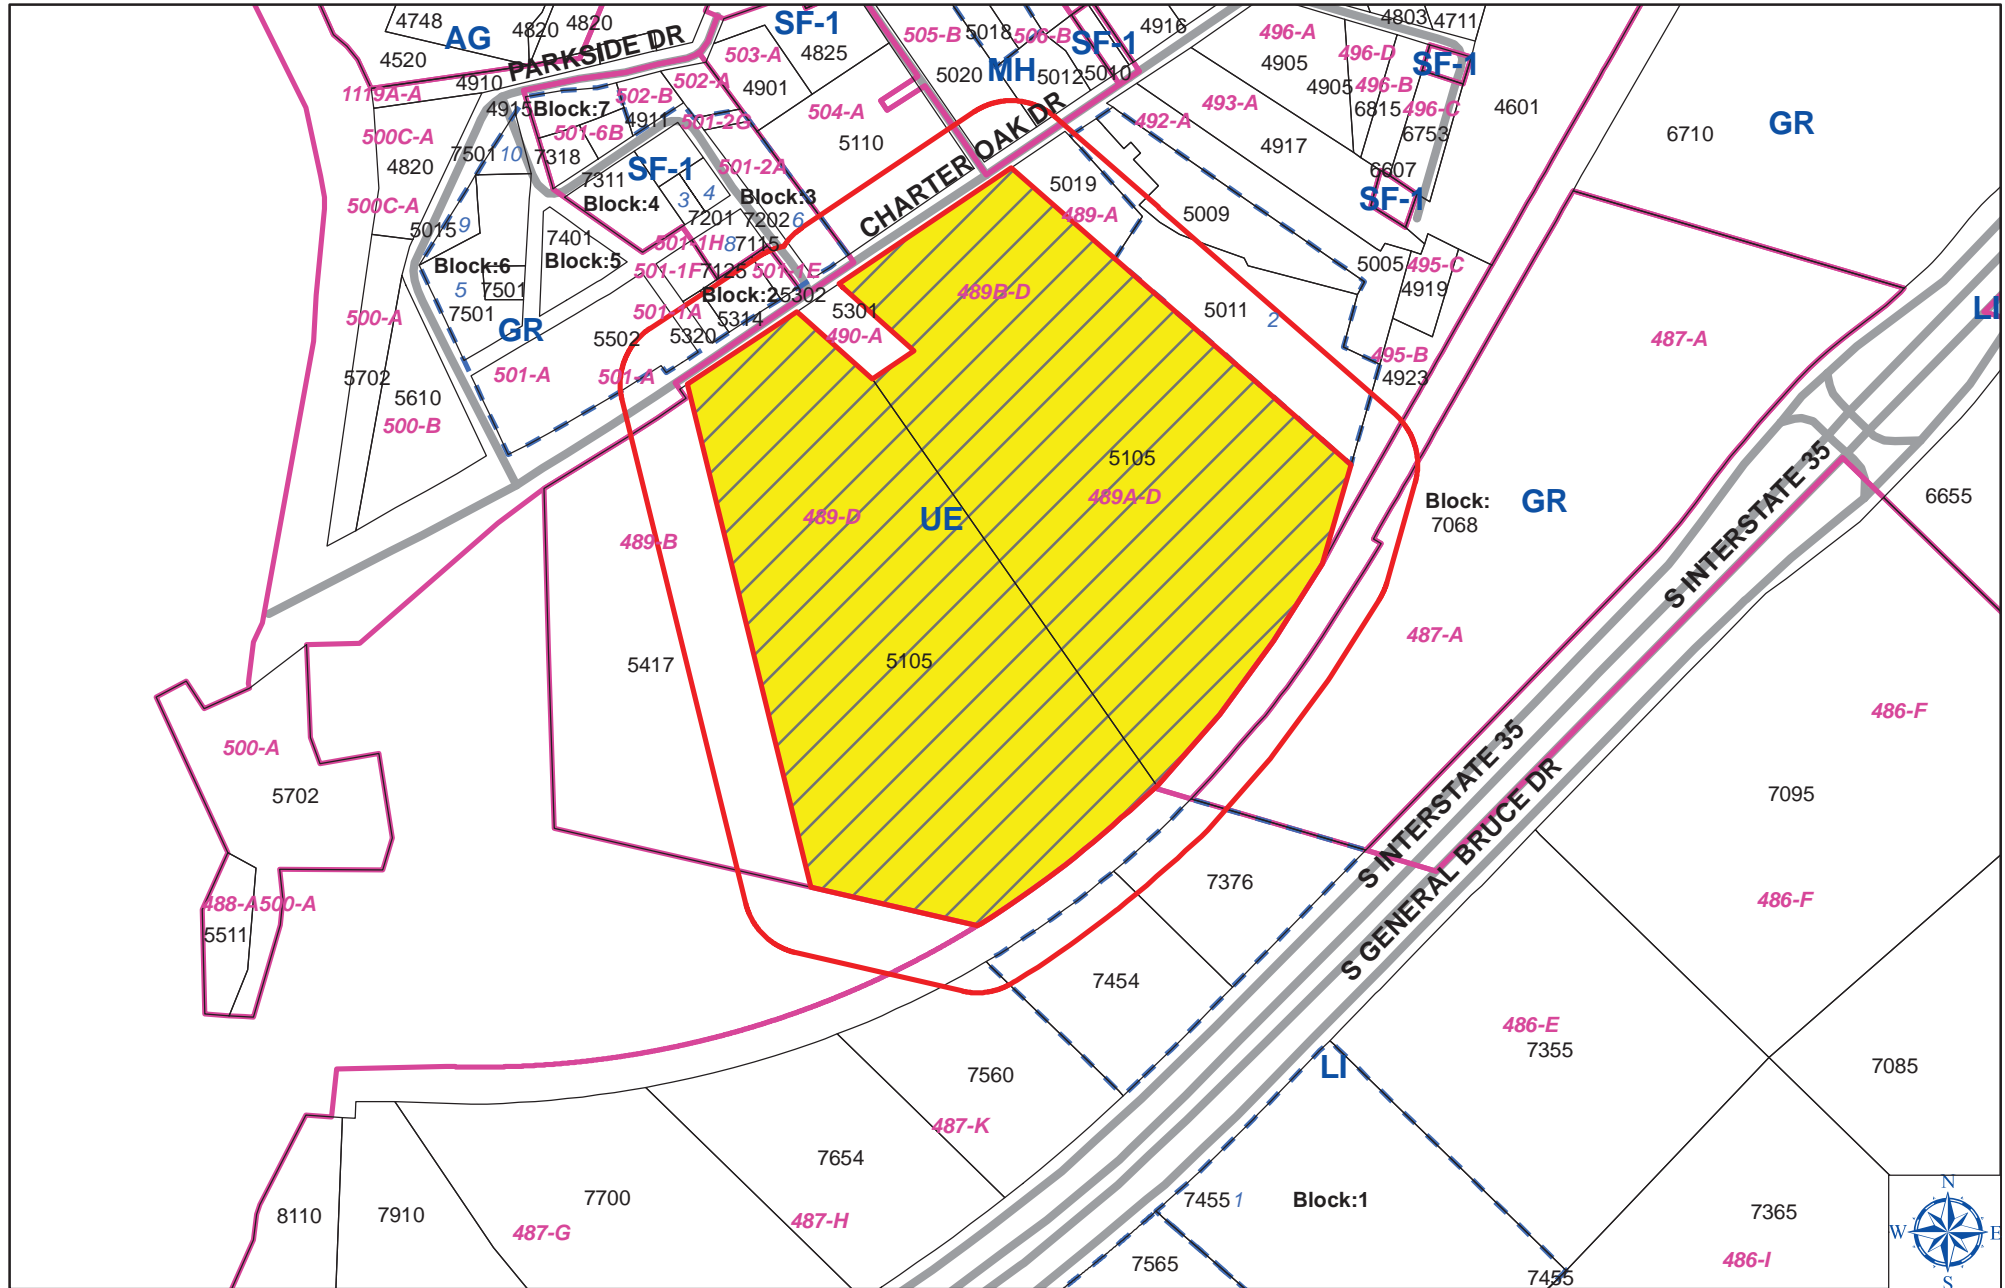 4748
4820
4820
AG
SF-1
505-B
5018
506-B
SF-1
4916
496-A
4803
4711
4520
PARKSIDE DR
503-A
4825
MH
4905
496-D
SF-1
1119A-A
4910
502-A
4901
5020
5012
5010
4905
496-B
4915
Block:7
502-B
504-A
493-A
6815
496-C
4601
500C-A
501-6B
4911
501-2G
492-A
6753
6710
GR
4820
7501
10
7318
SF-1
501-2A
5110
CHARTER OAK DR
4917
6607
7311
Block:4
3
4
Block:3
5019
SF-1
500C-A
5015
9
7401
7201
7202
6
489-A
5009
Block:6
Block:5
501-1H
8
7115
5
7501
501-1F
7125
501-1E
5005
495-C
7501
Block:2
5302
489B-D
4919
500-A
GR
501-1A
5314
5301
5011
2
LI
5502
5320
490-A
487-A
5702
501-A
501-A
495-B
4923
5610
500-B
5105
S INTERSTATE 35
489A-D
Block:
7068
GR
6655
489-D
UE
489-B
5417
5105
487-A
500-A
486-F
5702
S INTERSTATE 35
7095
S GENERAL BRUCE DR
488-A
500-A
7376
486-F
5511
7454
486-E
7355
LI
7560
7085
487-K
7654
7700
7455
1
Block:1
8110
7910
487-G
487-H
7365
7565
7455
486-I
N
W
E
S